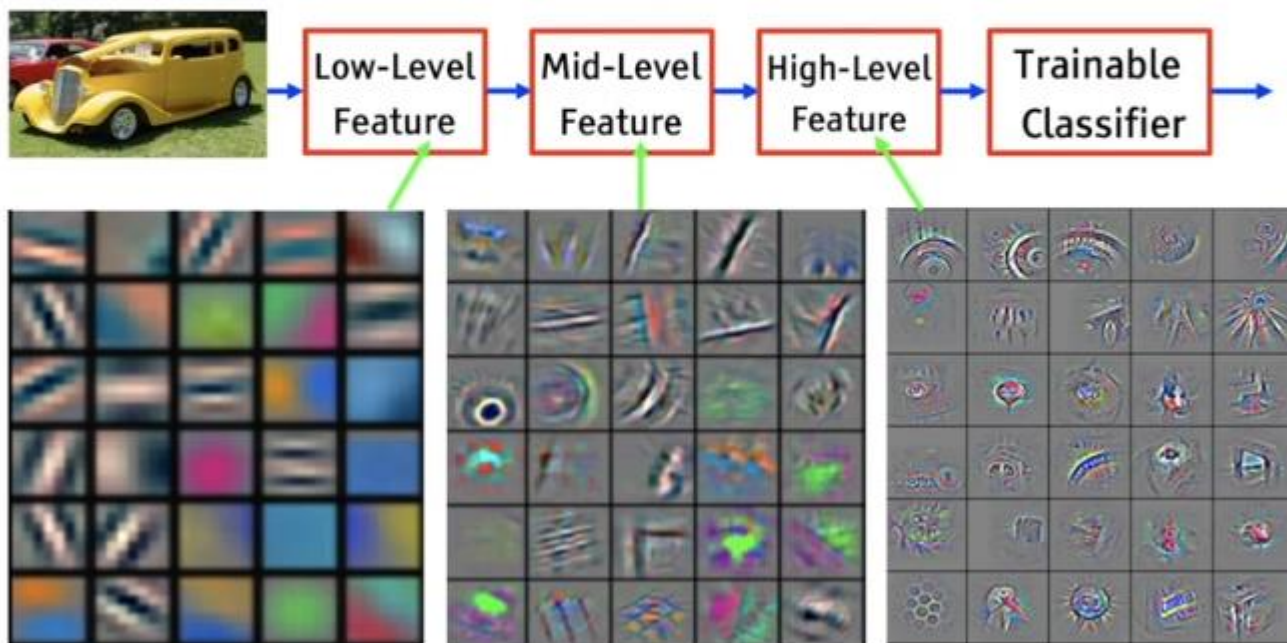 Low-Level
Feature
Mid-Level
Feature
High-Level
Feature
Trainable
Classifier